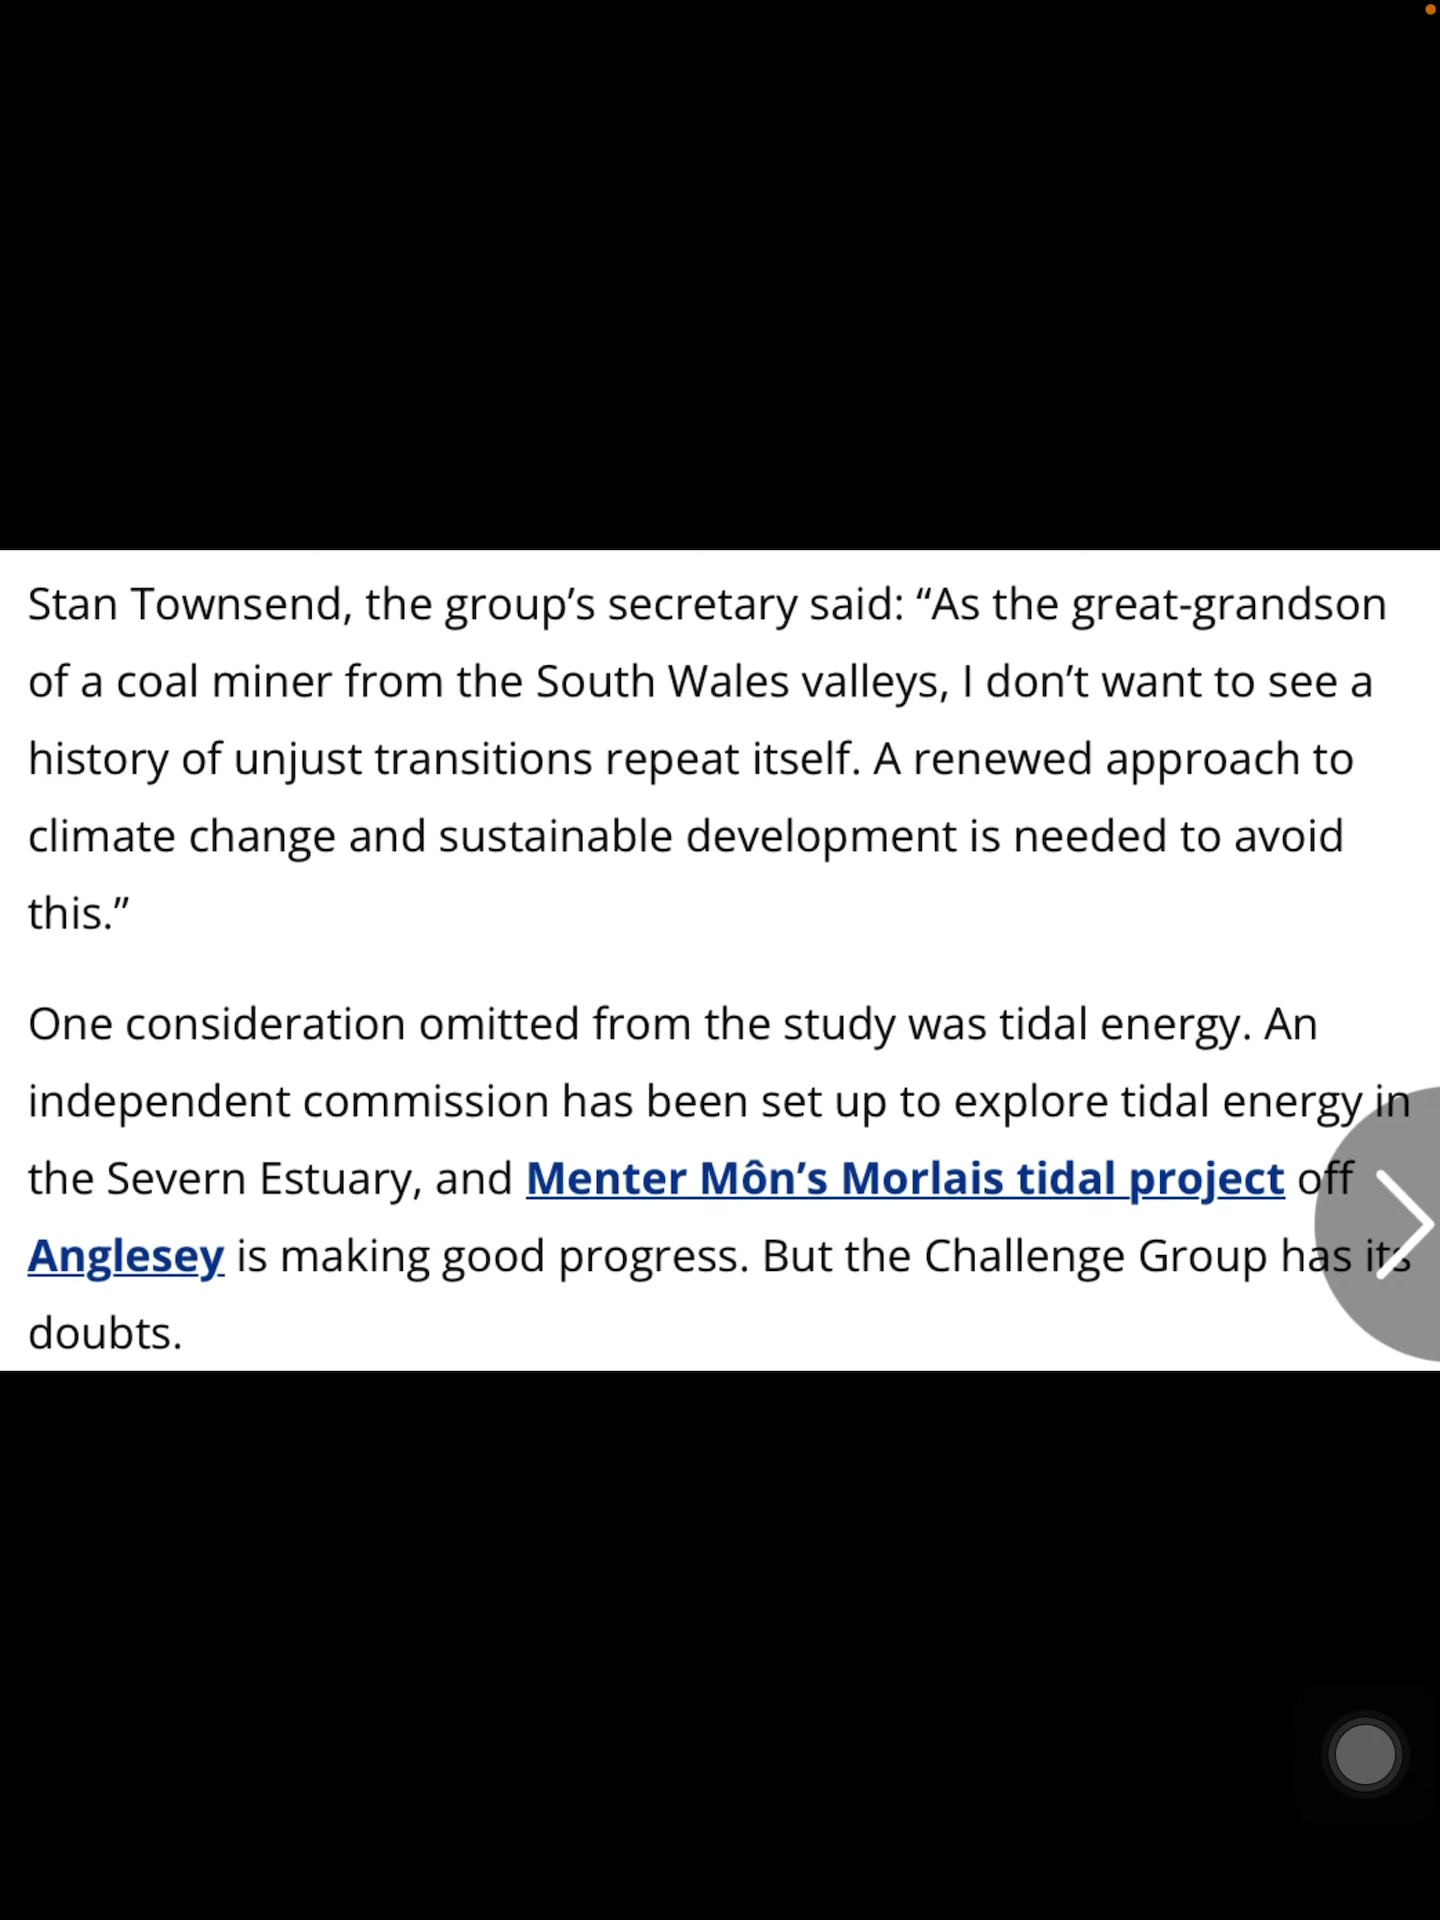 Stan Townsend, the group’s secretary said: “As the great-grandson
of a coal miner from the South Wales valleys, I don’t want to see a
history of unjust transitions repeat itself. A renewed approach to
climate change and sustainable development is needed to avoid
this.”
One consideration omitted from the study was tidal energy. An
independent commission has been set up to explore tidal energy in
the Severn Estuary, and Menter Môn’s Morlais tidal project off
Anglesey is making good progress. But the Challenge Group has its
doubts.